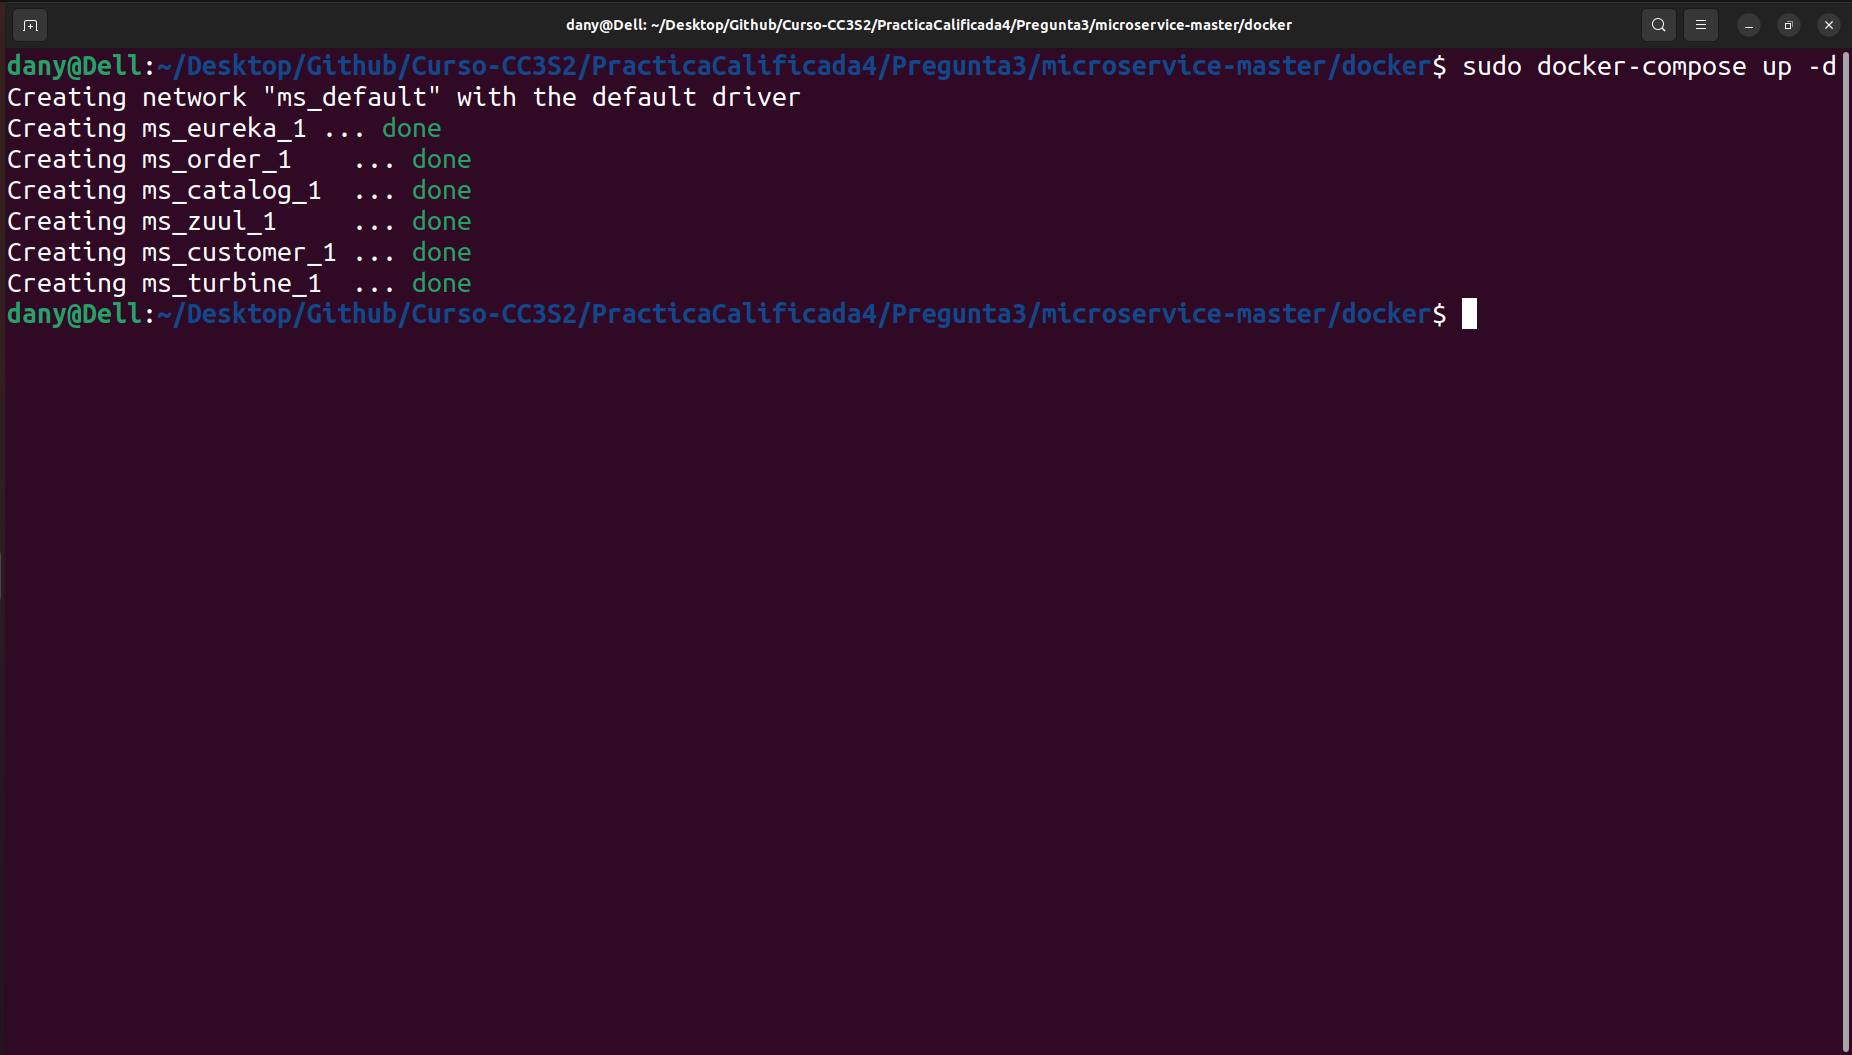 dany@Dell: ~/Desktop/Github/Curso-CC3S2/PracticaCalificada4/Pregunta3/microservice-master/docker
dany@Dell:~/Desktop/Github/Curso-CC3S2/PracticaCalificada4/Pregunta3/microservice-master/docker$ sudo docker-compose up -d
Creating network "ms_default" with the default driver
Creating ms_eureka_1 ... done
Creating ms_order_1    ... done
Creating ms_catalog_1  ... done
Creating ms_zuul_1     ... done
Creating ms_customer_1 ... done
Creating ms_turbine_1  ... done
dany@Dell:~/Desktop/Github/Curso-CC3S2/PracticaCalificada4/Pregunta3/microservice-master/docker$